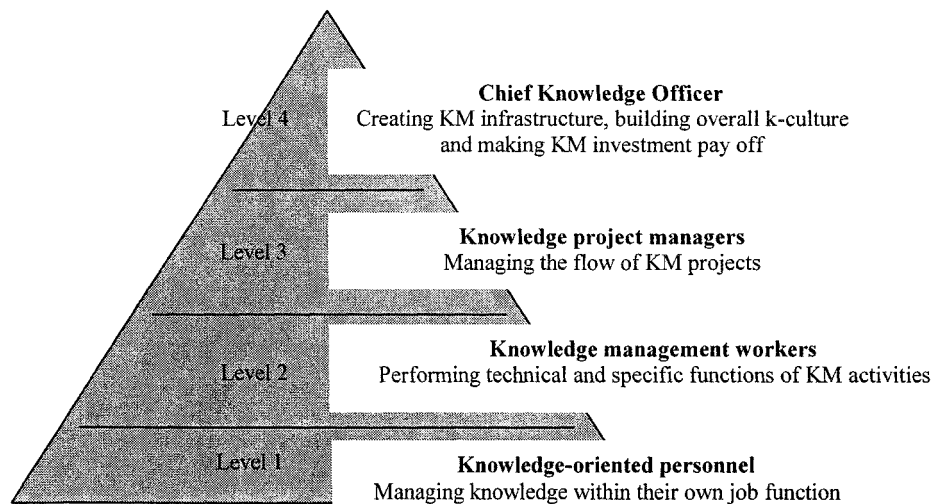 Level 4
Chief Knowledge Officer
Creating KM infrastructure, building overall k-culture
and making KM investment pay off
Level 3
Knowledge project managers
Managing the flow of KM projects
Level 2
Knowledge management workers
Performing technical and specific functions of KM activities
Level 1
Knowledge-oriented personnel
Managing knowledge within their own job function